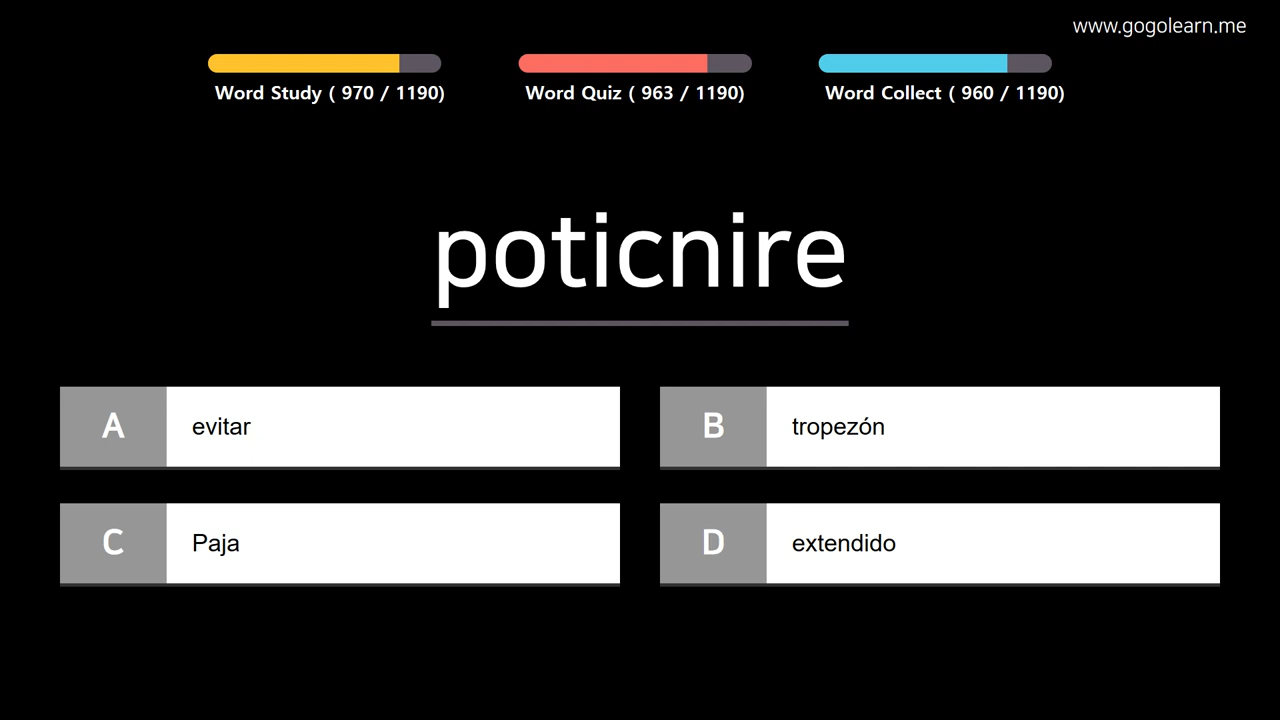 www.gogolearn.me
Word Study ( 970 / 1190)
Word Quiz ( 963 / 1190)
Word Collect ( 960 / 1190)
poticnire
A evitar
B tropezón
C Paja
D extendido